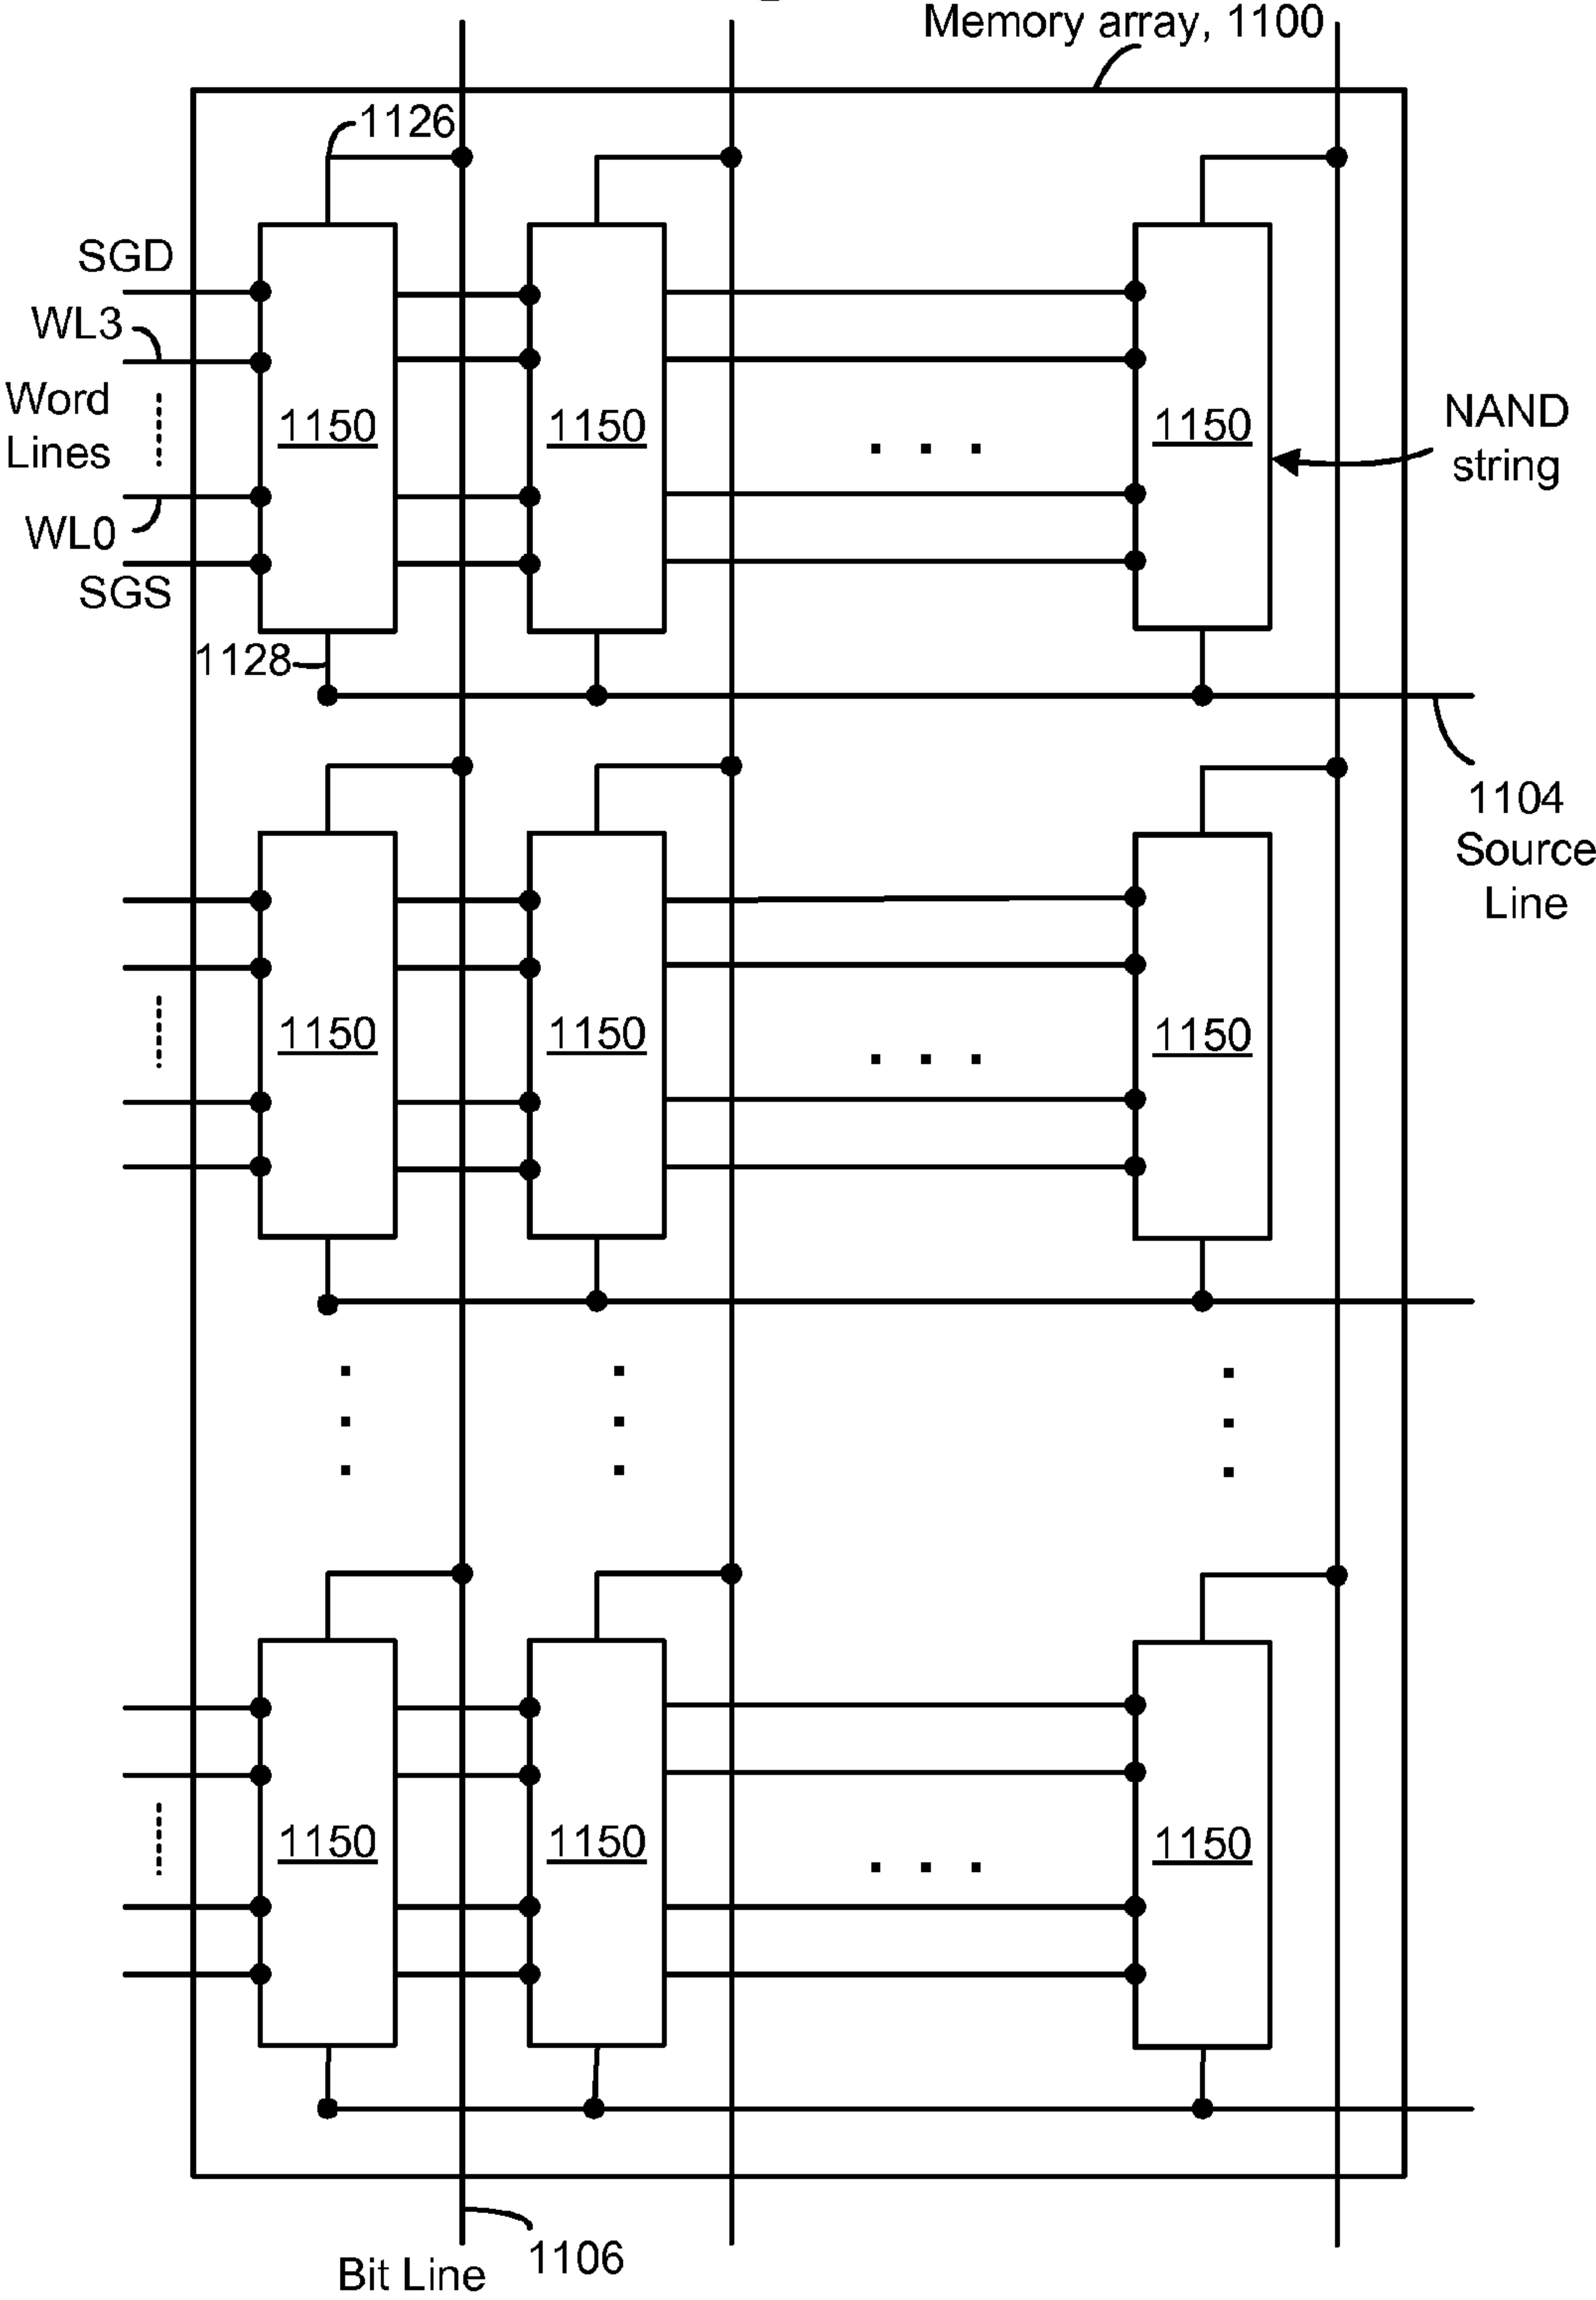 Memory array, 1100
1126
SGD
WL3
Word
Lines
WL0
SGS
1150
1150
1150
NAND
string
1128
1104
Source
Line
1150
1150
1150
1150
1150
1150
1106
Bit Line